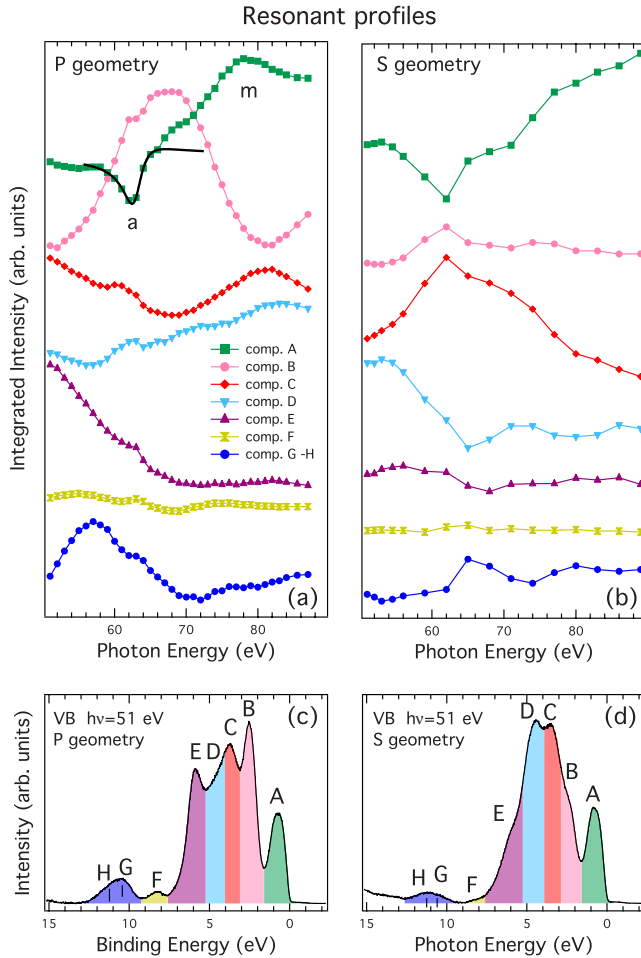 Resonant profiles
P geometry
m
a
comp. A
comp. B
comp. C
comp. D
comp. E
comp. F
comp. G -H
(a)
60
70
80
Photon Energy (eV)
Integrated Intensity (arb. units)
S geometry
(b)
60
70
80
Photon Energy (eV)
VB hν=51 eV
P geometry
(c)
H
G
F
E
D
C
B
A
15
10
5
0
Binding Energy (eV)
Intensity (arb. units)
VB hν=51 eV
S geometry
(d)
H
G
F
E
D
C
B
A
15
10
5
0
Photon Energy (eV)